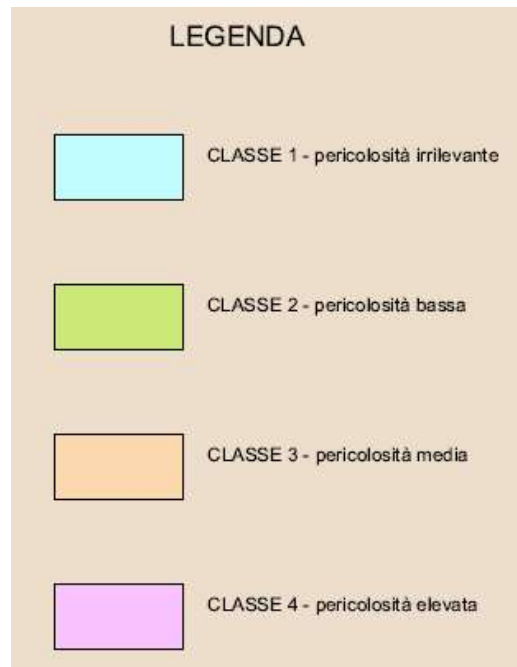 LEGENDA
CLASSE 1 - pericolosità irrilevante
CLASSE 2 - pericolosità bassa
CLASSE 3 - pericolosità media
CLASSE 4 - pericolosità elevata